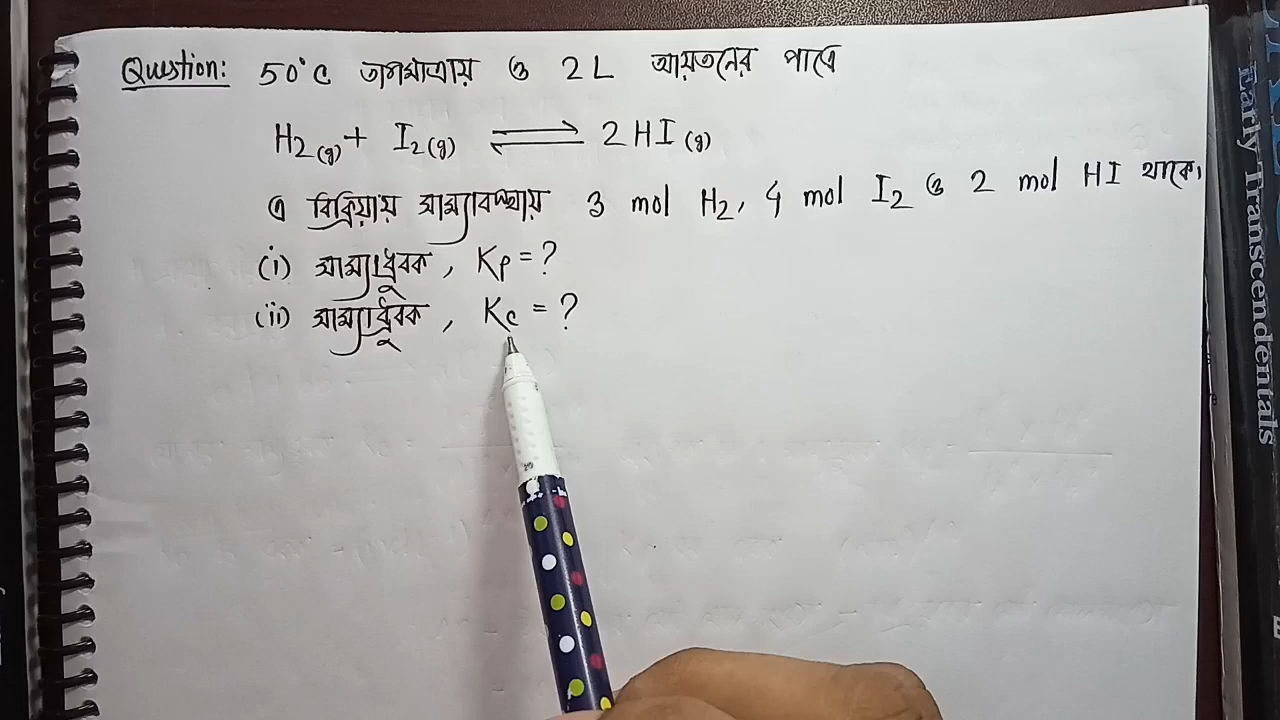 Question: 50°C তাপমাত্রায় ও 2L আয়তনের পাত্রে
H2(g) + I2(g) ⇌ 2HI(g)
এ বিক্রিয়ায় সাম্যাবস্থায় 3 mol H2, 4 mol I2 ও 2 mol HI থাকে।
(i) সাম্যধ্রুবক, Kp = ?
(ii) সাম্যধ্রুবক, Kc = ?
Early Transcendentals